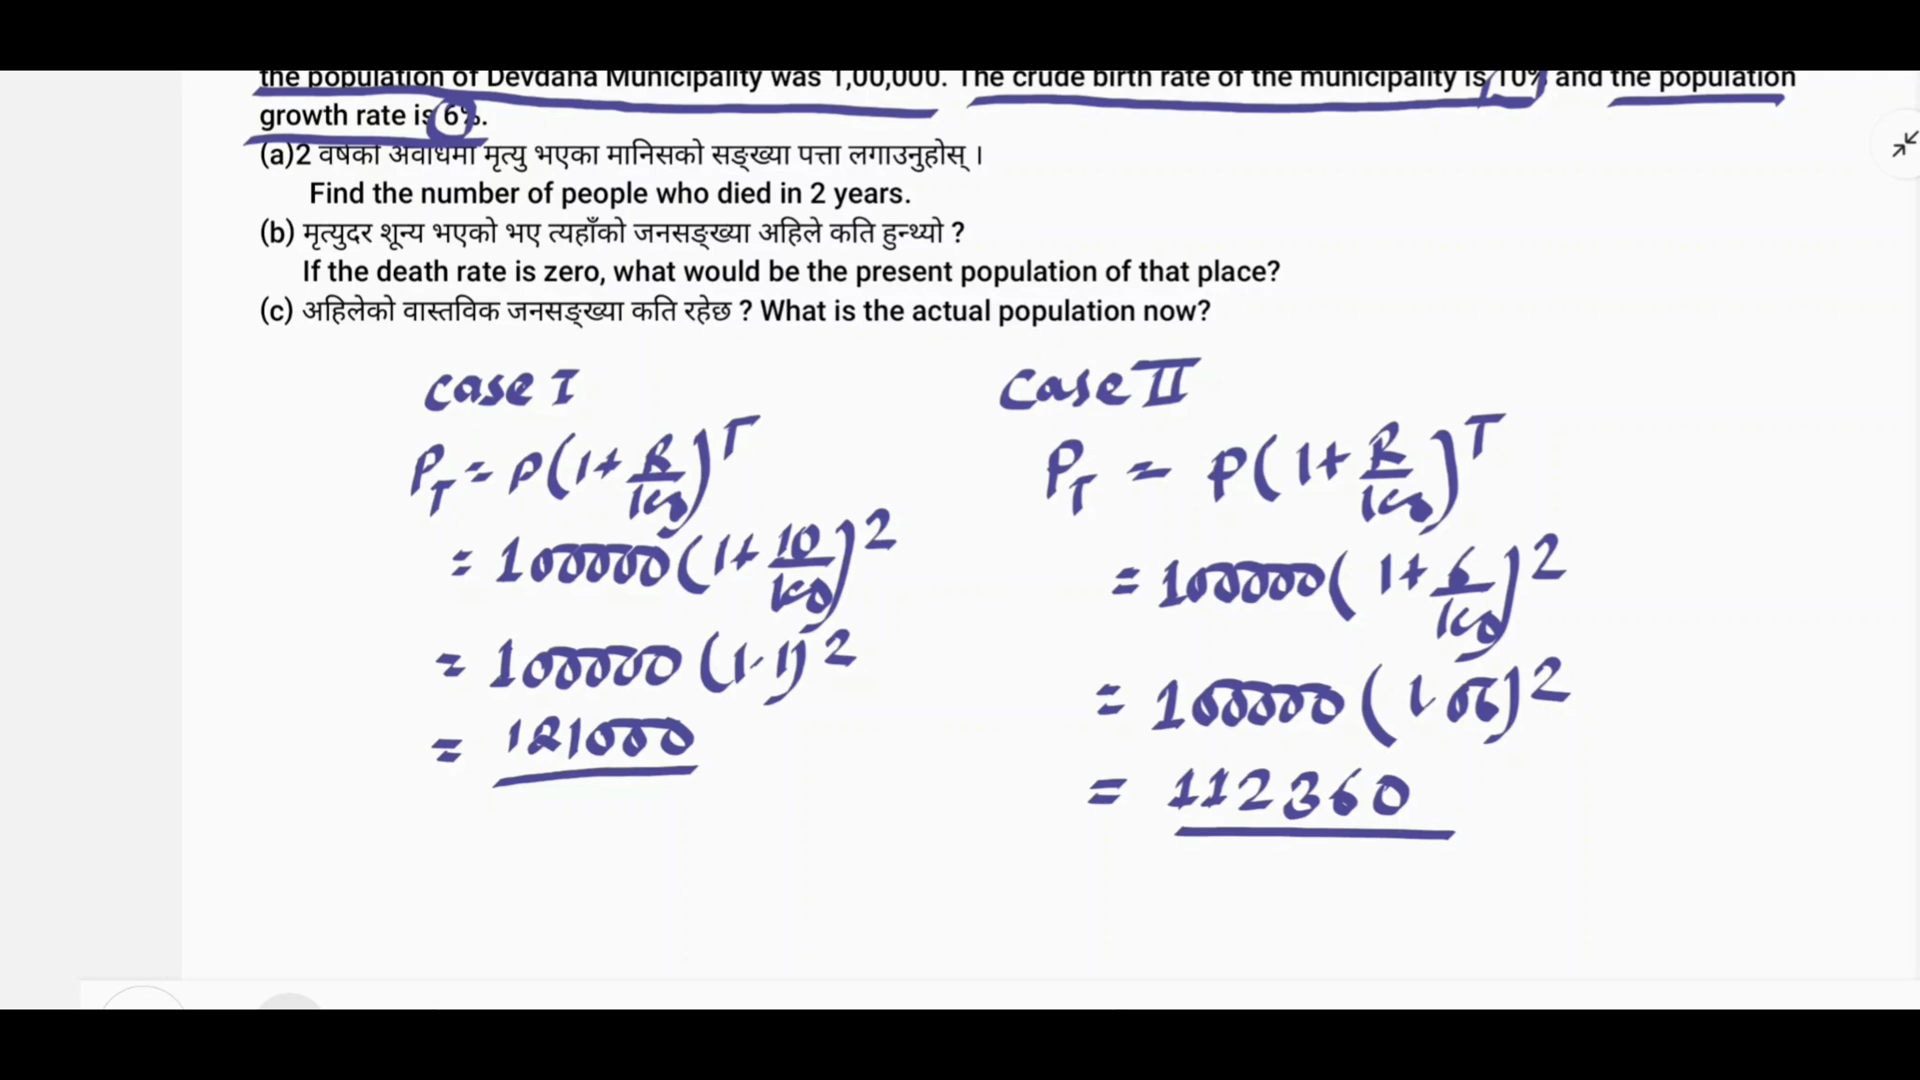 the population of Devdaha Municipality was 1,00,000. The crude birth rate of the municipality is 10% and the population
growth rate is 6%.
(a)2 वर्षको अवधिमा मृत्यु भएका मानिसको सङ्ख्या पत्ता लगाउनुहोस् ।
Find the number of people who died in 2 years.
(b) मृत्युदर शून्य भएको भए त्यहाँको जनसङ्ख्या अहिले कति हुन्थ्यो ?
If the death rate is zero, what would be the present population of that place?
(c) अहिलेको वास्तविक जनसङ्ख्या कति रहेछ ? What is the actual population now?
Case I
P_T = P(1+R/100)^T
= 100000(1+10/100)^2
= 100000(1.1)^2
= 121000
Case II
P_T = P(1+R/100)^T
= 100000(1+6/100)^2
= 100000(1.06)^2
= 112360